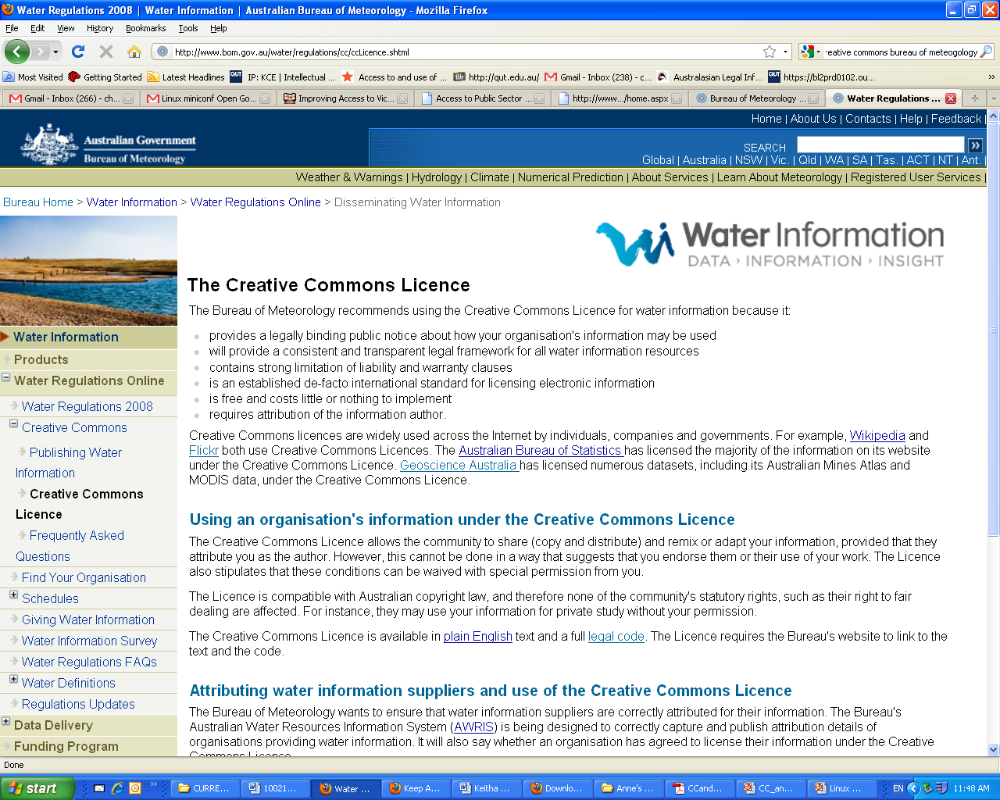 Water Regulations 2008 | Water Information | Australian Bureau of Meteorology - Mozilla Firefox
File Edit View History Bookmarks Tools Help
http://www.bom.gov.au/water/regulations/cc/ccLicence.shtml
reative commons bureau of meteogology
Most Visited Getting Started Latest Headlines IP: KCE | Intellectual ... Access to and use of ... http://qut.edu.au/ Gmail - Inbox (238) - c... Australasian Legal Inf... https://bl2prd0102.ou...
Gmail - Inbox (266) - ch... Linux miniconf Open Go... Improving Access to Vic... Access to Public Sector ... http://www.../home.aspx Bureau of Meteorology ... Water Regulations ...
Home | About Us | Contacts | Help | Feedback |
Australian Government
Bureau of Meteorology
SEARCH
Global | Australia | NSW | Vic. | Qld | WA | SA | Tas. | ACT | NT | Ant. |
Weather & Warnings | Hydrology | Climate | Numerical Prediction | About Services | Learn About Meteorology | Registered User Services |
Bureau Home > Water Information > Water Regulations Online > Disseminating Water Information
Water Information
DATA > INFORMATION > INSIGHT
Water Information
Products
Water Regulations Online
Water Regulations 2008
Creative Commons
Publishing Water
Information
Creative Commons
Licence
Frequently Asked
Questions
Find Your Organisation
Schedules
Giving Water Information
Water Information Survey
Water Regulations FAQs
Water Definitions
Regulations Updates
Data Delivery
Funding Program
The Creative Commons Licence
The Bureau of Meteorology recommends using the Creative Commons Licence for water information because it:
provides a legally binding public notice about how your organisation's information may be used
will provide a consistent and transparent legal framework for all water information resources
contains strong limitation of liability and warranty clauses
is an established de-facto international standard for licensing electronic information
is free and costs little or nothing to implement
requires attribution of the information author.
Creative Commons licences are widely used across the Internet by individuals, companies and governments. For example, Wikipedia and
Flickr both use Creative Commons Licences. The Australian Bureau of Statistics has licensed the majority of the information on its website
under the Creative Commons Licence. Geoscience Australia has licensed numerous datasets, including its Australian Mines Atlas and
MODIS data, under the Creative Commons Licence.
Using an organisation's information under the Creative Commons Licence
The Creative Commons Licence allows the community to share (copy and distribute) and remix or adapt your information, provided that they
attribute you as the author. However, this cannot be done in a way that suggests that you endorse them or their use of your work. The Licence
also stipulates that these conditions can be waived with special permission from you.
The Licence is compatible with Australian copyright law, and therefore none of the community's statutory rights, such as their right to fair
dealing are affected. For instance, they may use your information for private study without your permission.
The Creative Commons Licence is available in plain English text and a full legal code. The Licence requires the Bureau's website to link to the
text and the code.
Attributing water information suppliers and use of the Creative Commons Licence
The Bureau of Meteorology wants to ensure that water information suppliers are correctly attributed for their information. The Bureau's
Australian Water Resources Information System (AWRIS) is being designed to correctly capture and publish attribution details of
organisations providing water information. It will also say whether an organisation has agreed to license their information under the Creative
Commons Licence
Done
start CURRE... 10021... Water ... Keep A... Keitha ... Downlo... Anne's ... CCand... CC_an... Linux ... EN 11:48 AM